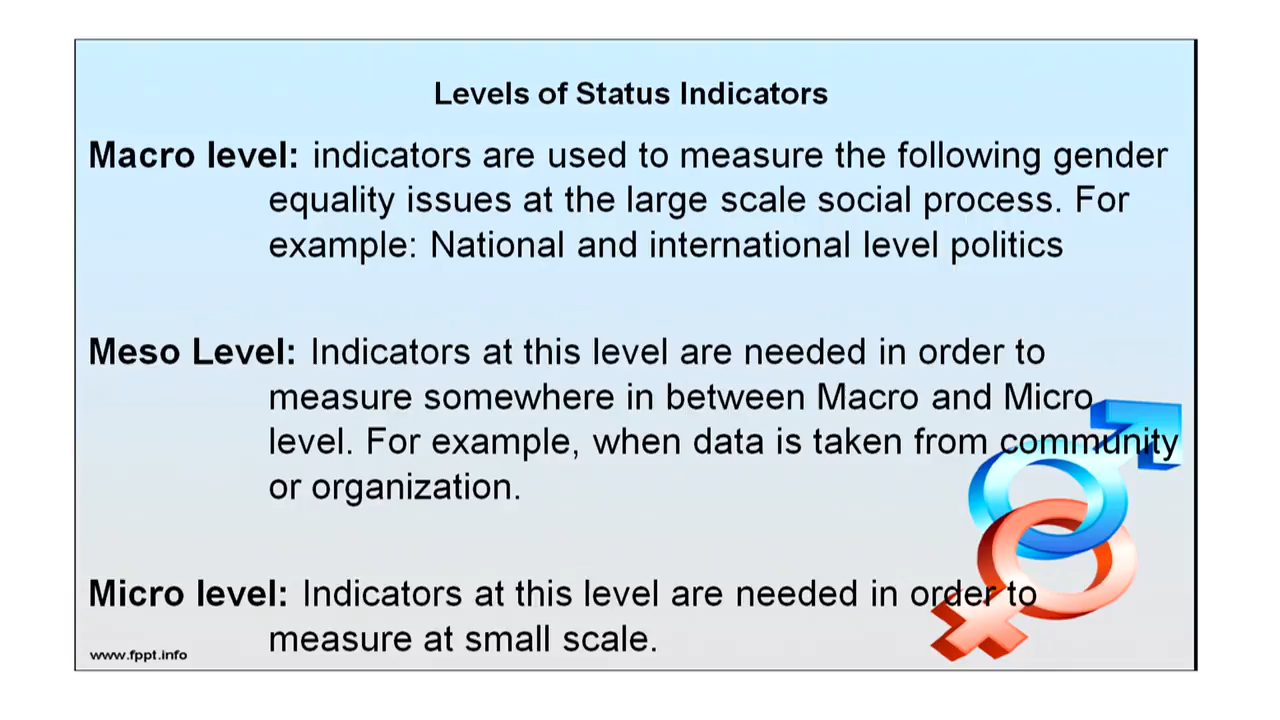 Levels of Status Indicators
Macro level: indicators are used to measure the following gender
equality issues at the large scale social process. For
example: National and international level politics
Meso Level: Indicators at this level are needed in order to
measure somewhere in between Macro and Micro
level. For example, when data is taken from community
or organization.
Micro level: Indicators at this level are needed in order to
measure at small scale.
www.fppt.info